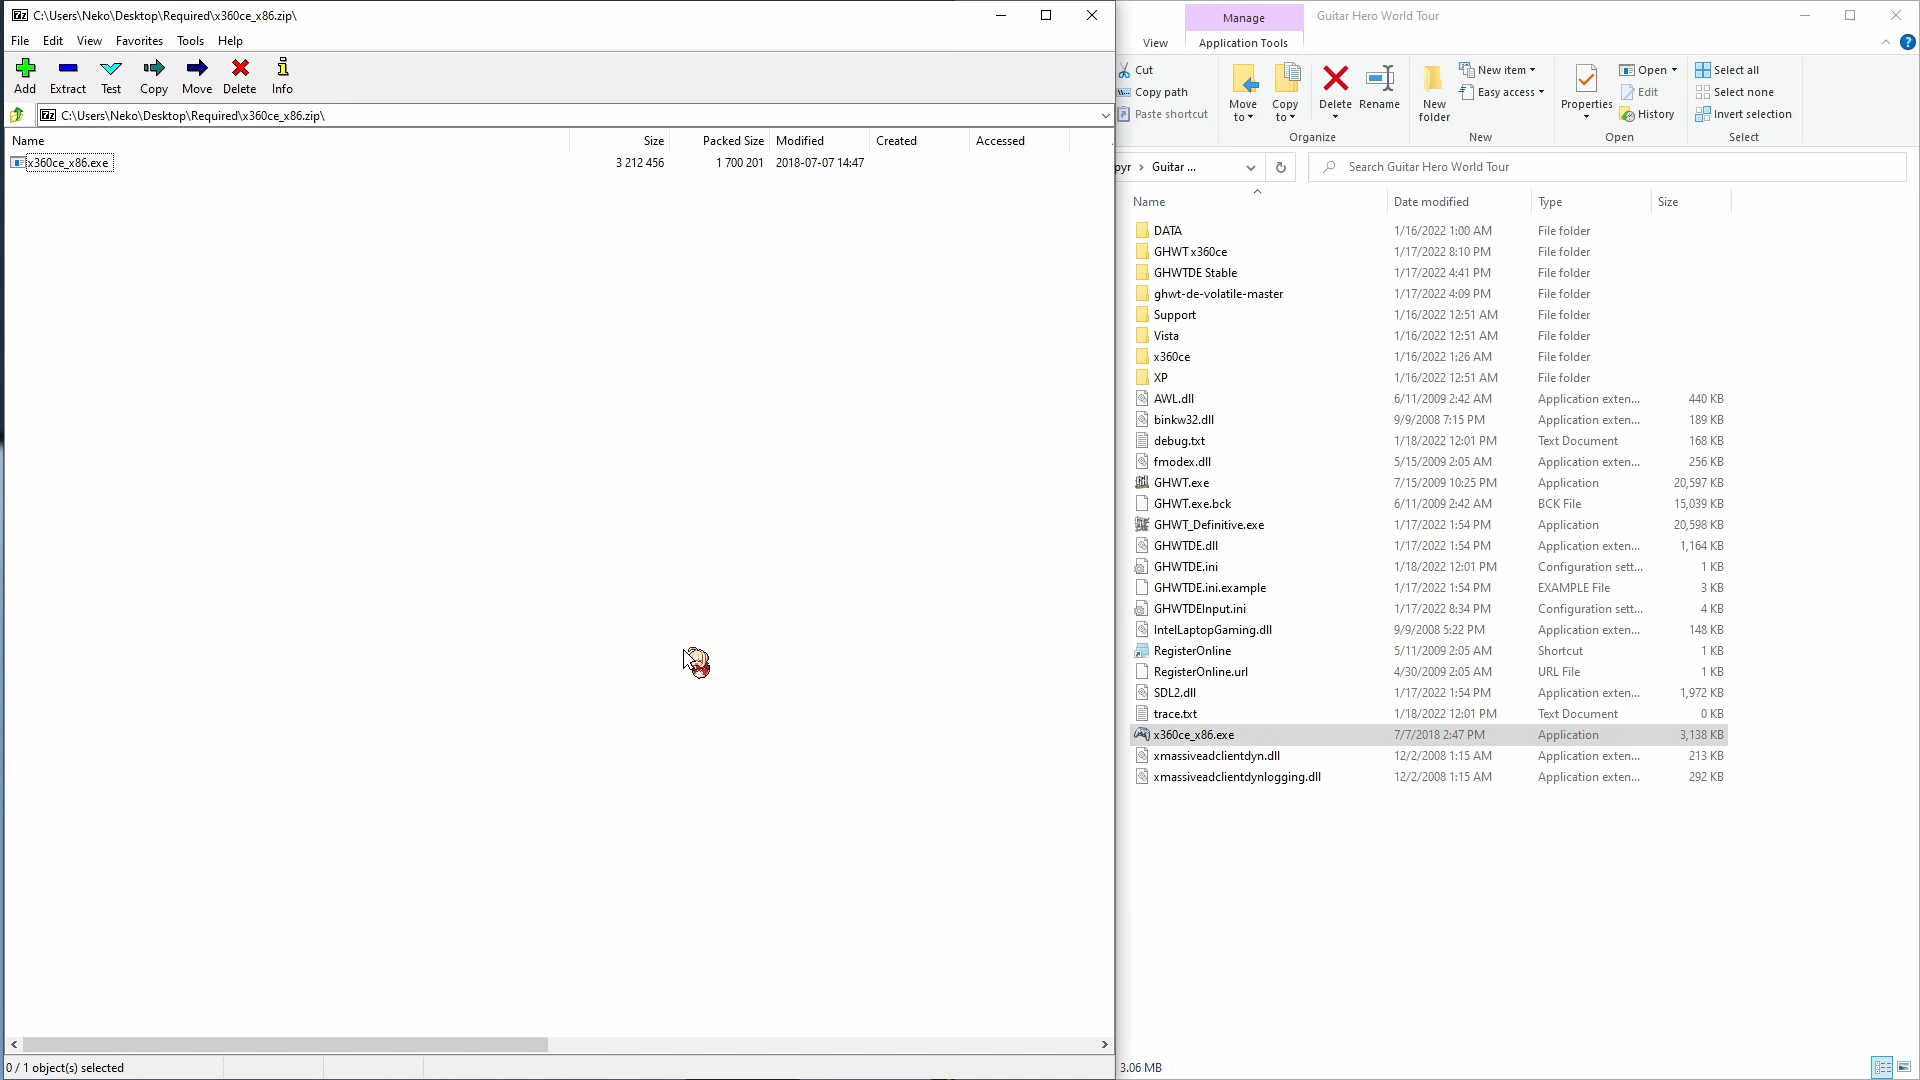 C:\Users\Neko\Desktop\Required\x360ce_x86.zip\
File Edit View Favorites Tools Help
Add Extract Test Copy Move Delete Info
C:\Users\Neko\Desktop\Required\x360ce_x86.zip\
Name Size Packed Size Modified Created Accessed
x360ce_x86.exe 3 212 456 1 700 201 2018-07-07 14:47
0 / 1 object(s) selected
Manage Guitar Hero World Tour
View Application Tools
Cut
Copy path
Paste shortcut
Move to
Copy to
Delete
Rename
Organize
New folder
New item
Easy access
New
Properties
Open
Edit
History
Open
Select all
Select none
Invert selection
Select
pyr › Guitar ...
Search Guitar Hero World Tour
Name Date modified Type Size
DATA 1/16/2022 1:00 AM File folder
GHWT x360ce 1/17/2022 8:10 PM File folder
GHWTDE Stable 1/17/2022 4:41 PM File folder
ghwt-de-volatile-master 1/17/2022 4:09 PM File folder
Support 1/16/2022 12:51 AM File folder
Vista 1/16/2022 12:51 AM File folder
x360ce 1/16/2022 1:26 AM File folder
XP 1/16/2022 12:51 AM File folder
AWL.dll 6/11/2009 2:42 AM Application exten... 440 KB
binkw32.dll 9/9/2008 7:15 PM Application exten... 189 KB
debug.txt 1/18/2022 12:01 PM Text Document 168 KB
fmodex.dll 5/15/2009 2:05 AM Application exten... 256 KB
GHWT.exe 7/15/2009 10:25 PM Application 20,597 KB
GHWT.exe.bck 6/11/2009 2:42 AM BCK File 15,039 KB
GHWT_Definitive.exe 1/17/2022 1:54 PM Application 20,598 KB
GHWTDE.dll 1/17/2022 1:54 PM Application exten... 1,164 KB
GHWTDE.ini 1/18/2022 12:01 PM Configuration sett... 1 KB
GHWTDE.ini.example 1/17/2022 1:54 PM EXAMPLE File 3 KB
GHWTDEInput.ini 1/17/2022 8:34 PM Configuration sett... 4 KB
IntelLaptopGaming.dll 9/9/2008 5:22 PM Application exten... 148 KB
RegisterOnline 5/11/2009 2:05 AM Shortcut 1 KB
RegisterOnline.url 4/30/2009 2:05 AM URL File 1 KB
SDL2.dll 1/17/2022 1:54 PM Application exten... 1,972 KB
trace.txt 1/18/2022 12:01 PM Text Document 0 KB
x360ce_x86.exe 7/7/2018 2:47 PM Application 3,138 KB
xmassiveadclientdyn.dll 12/2/2008 1:15 AM Application exten... 213 KB
xmassiveadclientdynlogging.dll 12/2/2008 1:15 AM Application exten... 292 KB
3.06 MB